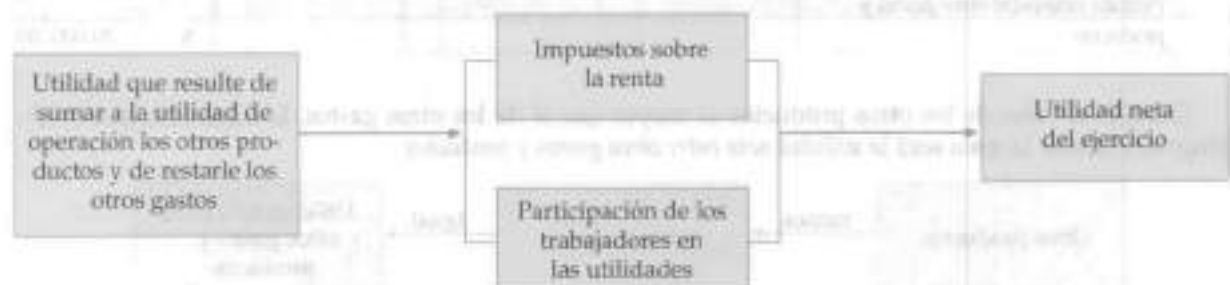 Utilidad que resulte de
sumar a la utilidad de
operación los otros pro-
ductos y de restarle los
otros gastos
Impuestos sobre
la renta
Participación de los
trabajadores en
las utilidades
Utilidad neta
del ejercicio